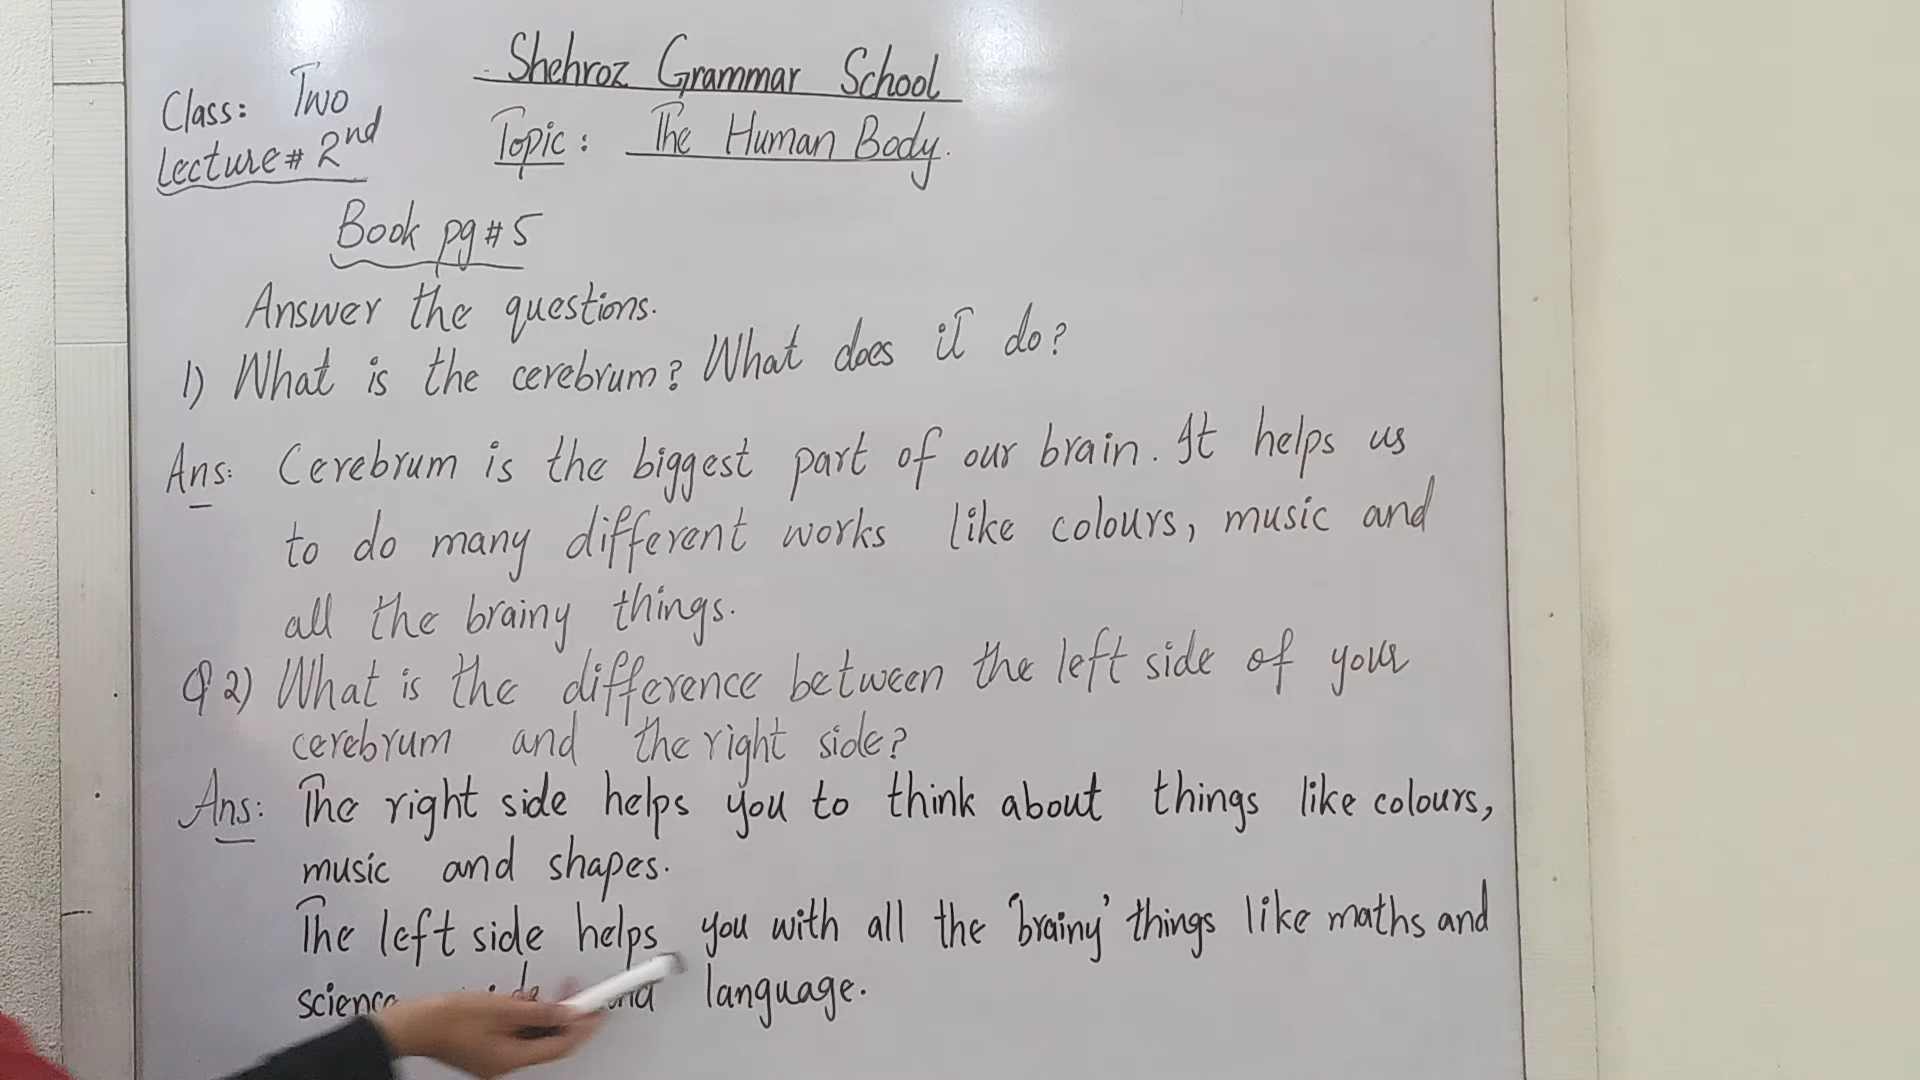 Shehroz Grammar School
Class: Two
Lecture# 2nd
Topic: The Human Body.
Book pg#5
Answer the questions.
1) What is the cerebrum? What does it do?
Ans: Cerebrum is the biggest part of our brain. It helps us
to do many different works like colours, music and
all the brainy things.
Q2) What is the difference between the left side of your
cerebrum and the right side?
Ans: The right side helps you to think about things like colours,
music and shapes.
The left side helps you with all the 'brainy' things like maths and
language.